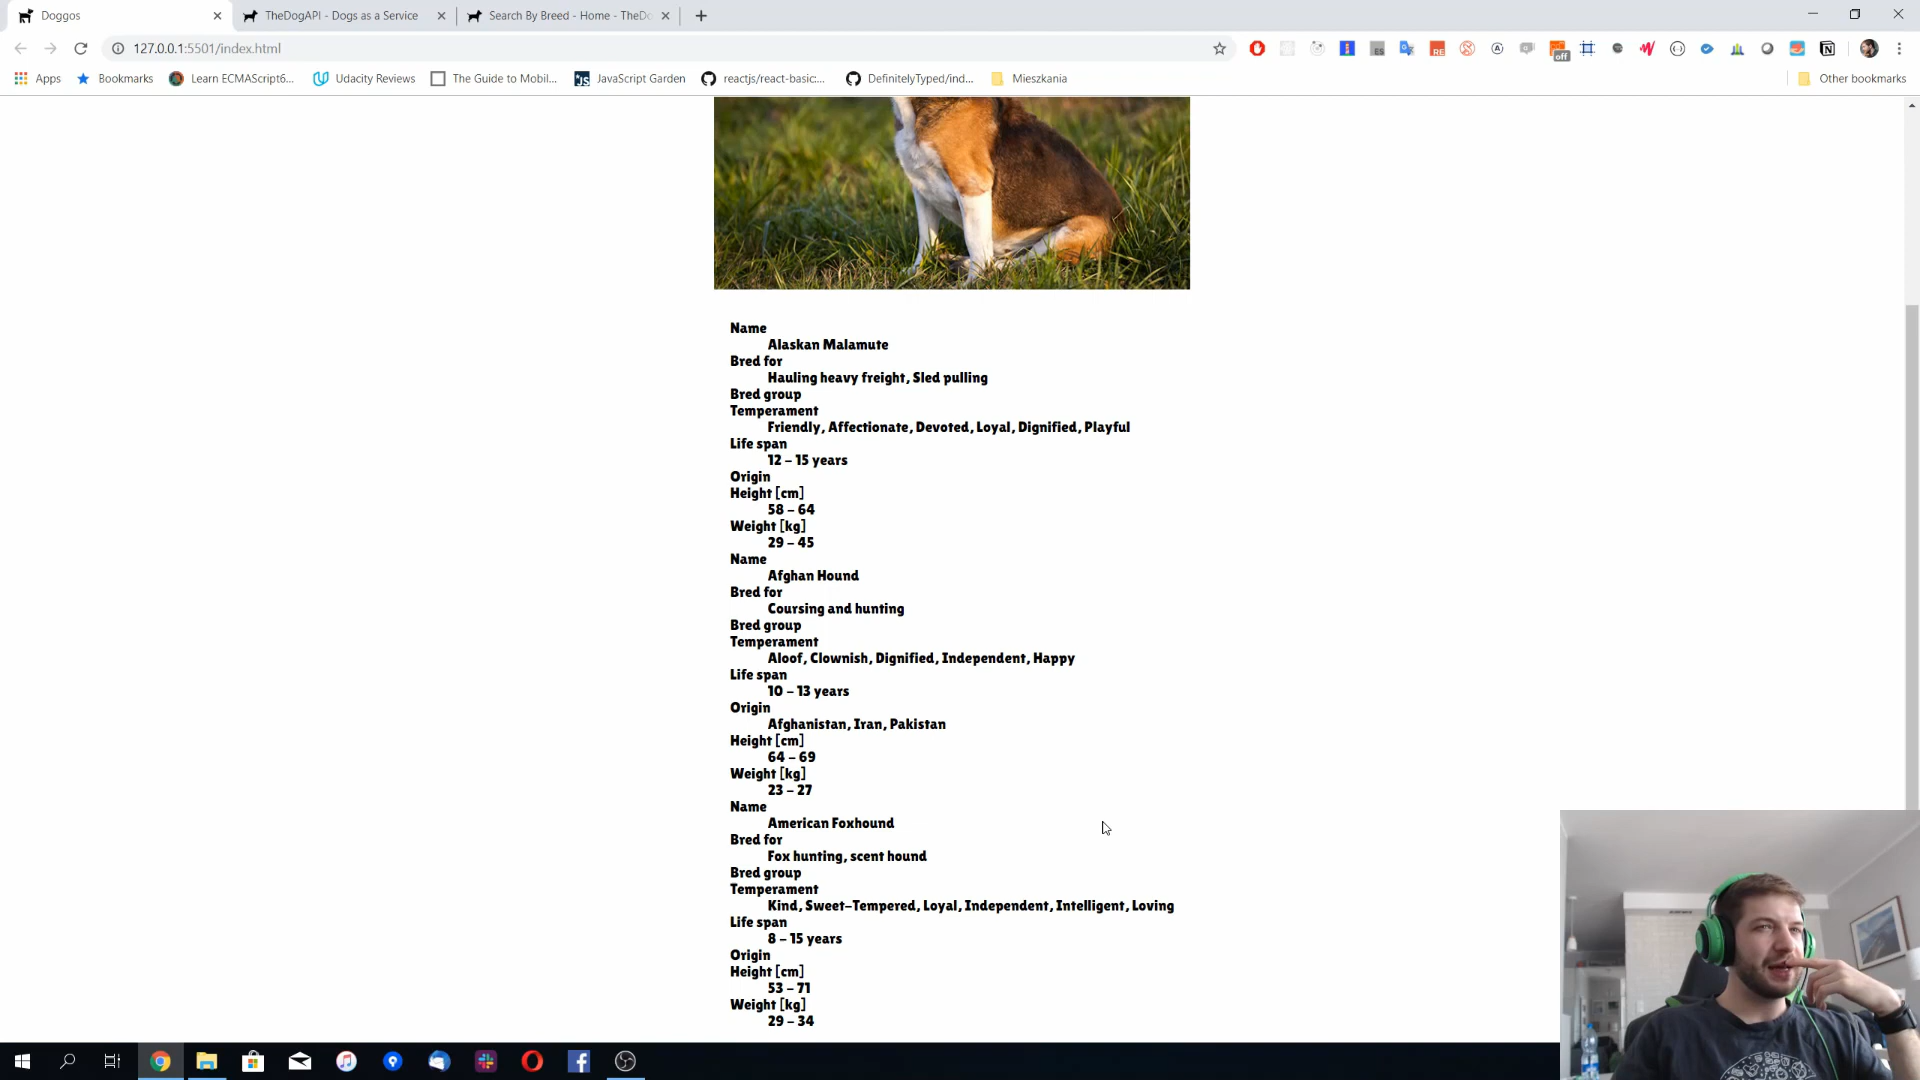 Doggos
TheDogAPI - Dogs as a Service
Search By Breed - Home - TheDo
127.0.0.1:5501/index.html
Apps
Bookmarks
Learn ECMAScript6...
Udacity Reviews
The Guide to Mobil...
JavaScript Garden
reactjs/react-basic:...
DefinitelyTyped/ind...
Mieszkania
Other bookmarks
ES
RE
off
Name
Alaskan Malamute
Bred for
Hauling heavy freight, Sled pulling
Bred group
Temperament
Friendly, Affectionate, Devoted, Loyal, Dignified, Playful
Life span
12 - 15 years
Origin
Height [cm]
58 - 64
Weight [kg]
29 - 45
Name
Afghan Hound
Bred for
Coursing and hunting
Bred group
Temperament
Aloof, Clownish, Dignified, Independent, Happy
Life span
10 - 13 years
Origin
Afghanistan, Iran, Pakistan
Height [cm]
64 - 69
Weight [kg]
23 - 27
Name
American Foxhound
Bred for
Fox hunting, scent hound
Bred group
Temperament
Kind, Sweet-Tempered, Loyal, Independent, Intelligent, Loving
Life span
8 - 15 years
Origin
Height [cm]
53 - 71
Weight [kg]
29 - 34